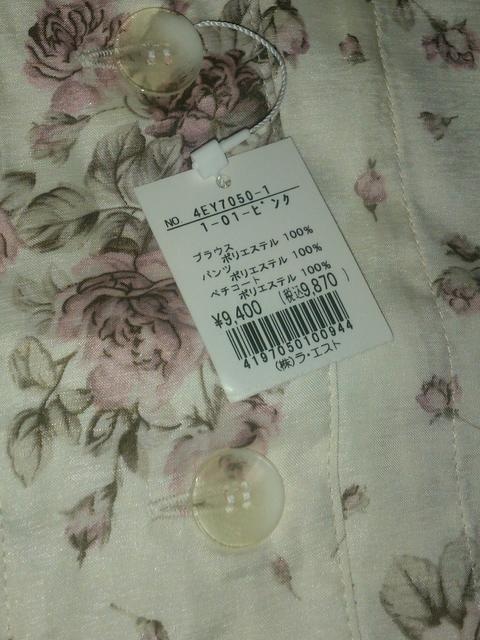 NO 4EY7050-1
1-01-ピンク
ブラウス
ポリエステル 100%
パンツ
ポリエステル 100%
ペチコート
ポリエステル 100%
¥9,400 (税込9,870)
4197050100944
(株)ラ・エスト